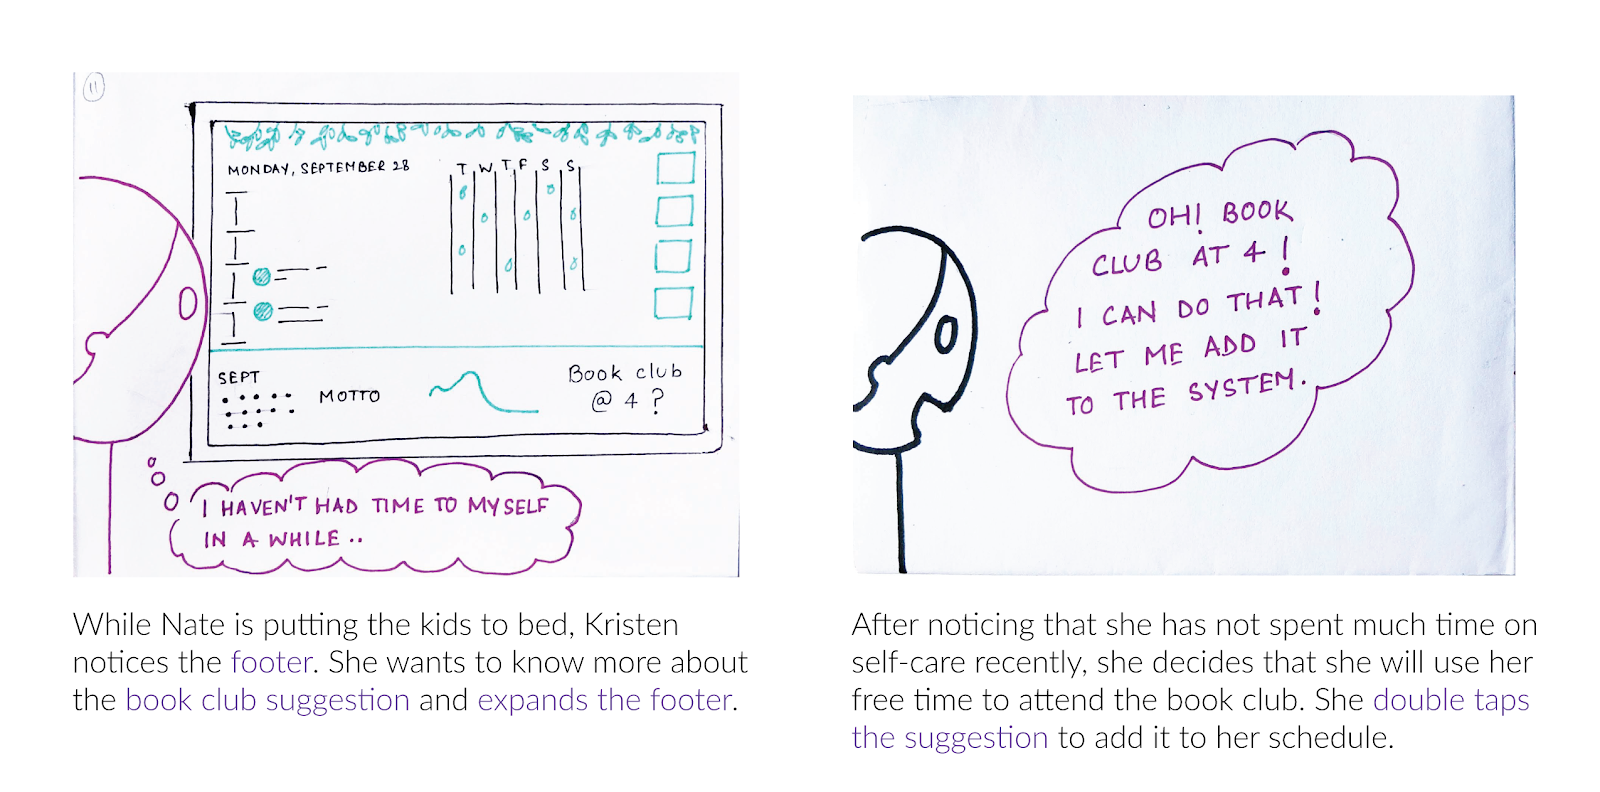 11
MONDAY, SEPTEMBER 28
T W T F S S
SEPT
MOTTO
Book club
@ 4 ?
I HAVEN'T HAD TIME TO MYSELF
IN A WHILE..
While Nate is putting the kids to bed, Kristen
notices the footer. She wants to know more about
the book club suggestion and expands the footer.
OH! BOOK
CLUB AT 4!
I CAN DO THAT!
LET ME ADD IT
TO THE SYSTEM.
After noticing that she has not spent much time on
self-care recently, she decides that she will use her
free time to attend the book club. She double taps
the suggestion to add it to her schedule.